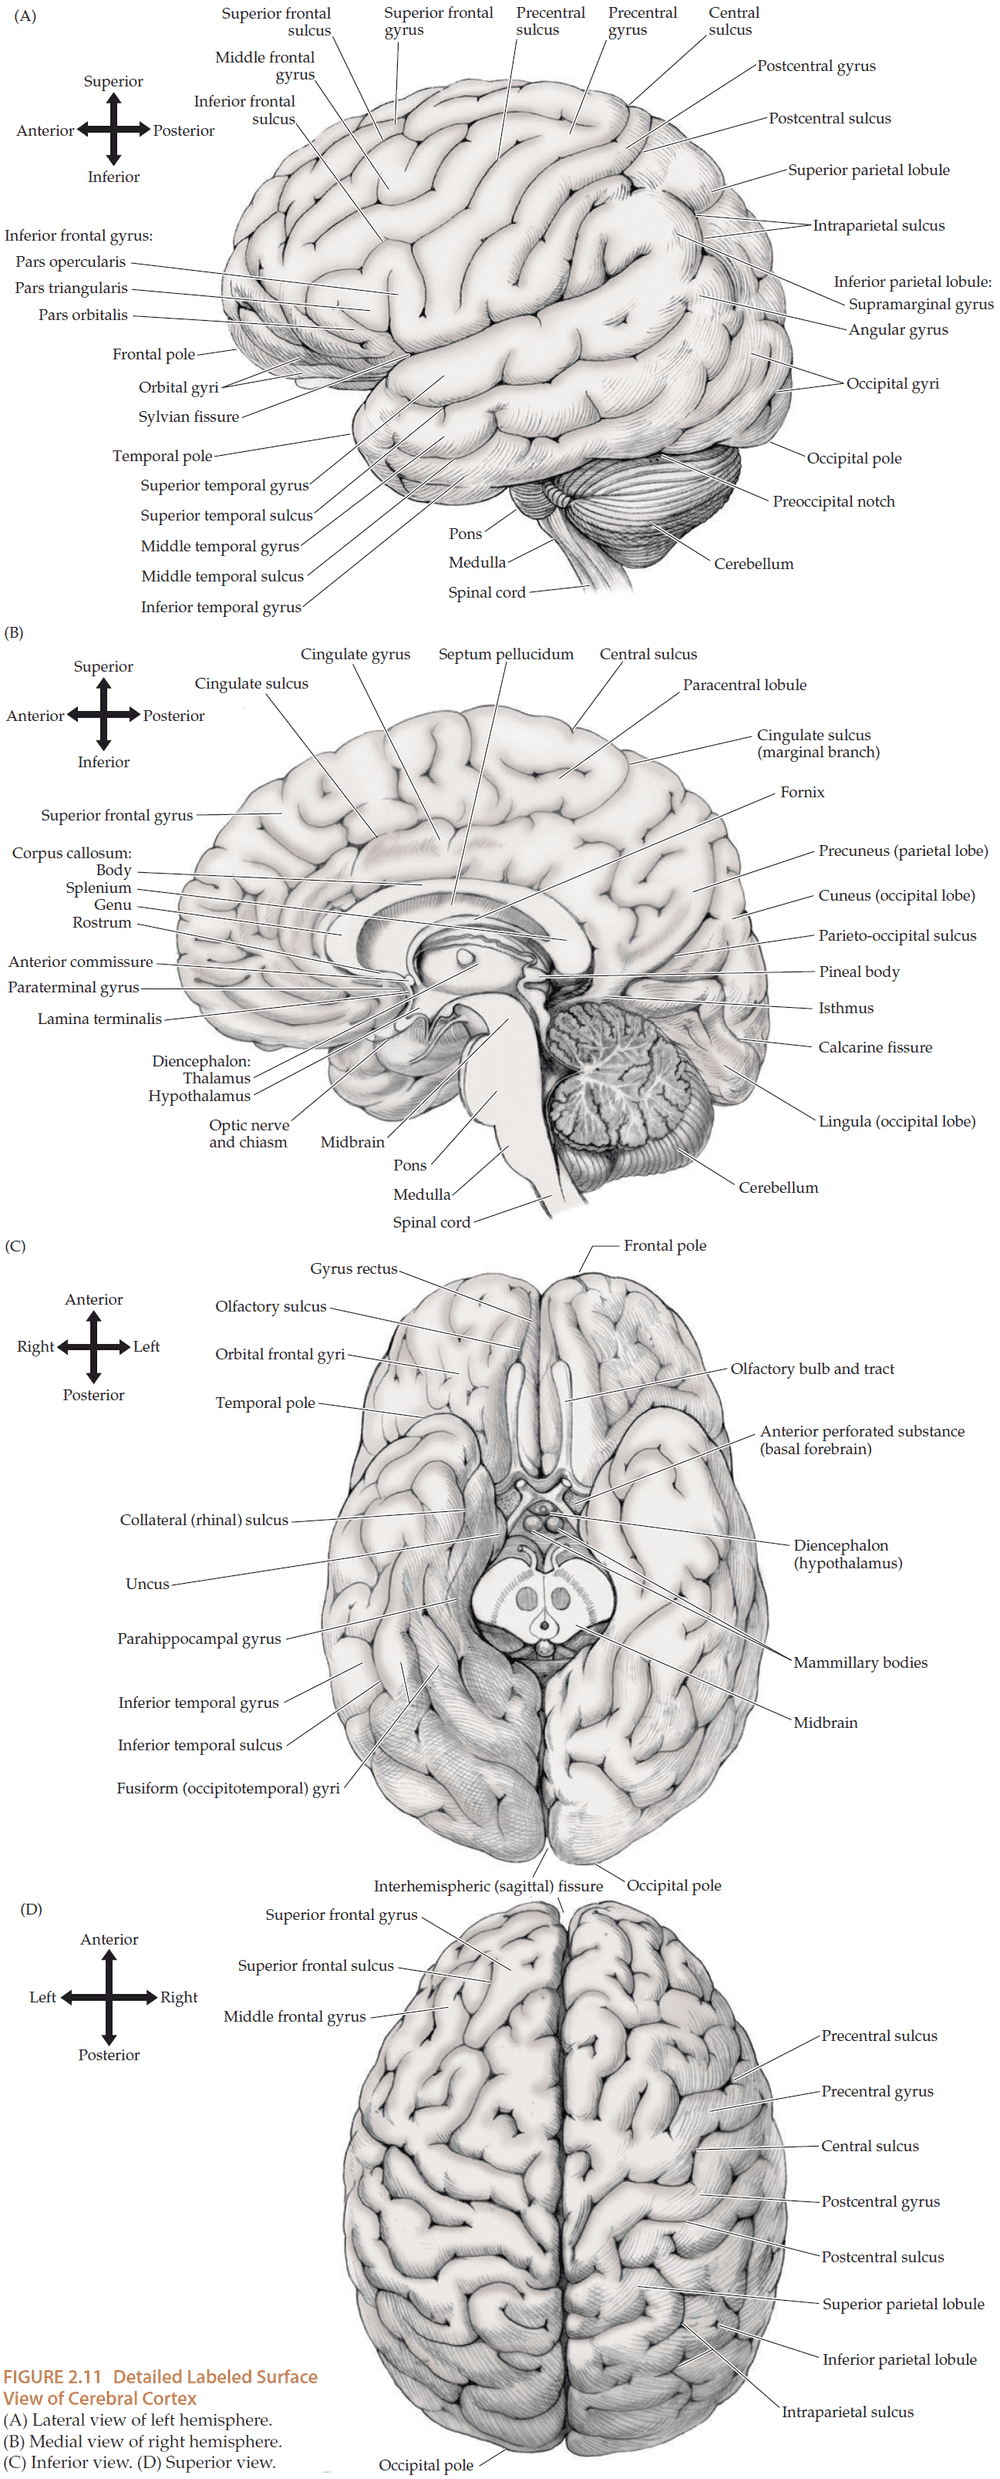 (A)
Superior frontal
sulcus
Superior frontal
gyrus
Precentral
sulcus
Precentral
gyrus
Central
sulcus
Middle frontal
gyrus
Inferior frontal
sulcus
Superior
Anterior
Posterior
Inferior
Postcentral gyrus
Postcentral sulcus
Superior parietal lobule
Intraparietal sulcus
Inferior parietal lobule:
Supramarginal gyrus
Angular gyrus
Occipital gyri
Occipital pole
Preoccipital notch
Cerebellum
Inferior frontal gyrus:
Pars opercularis
Pars triangularis
Pars orbitalis
Frontal pole
Orbital gyri
Sylvian fissure
Temporal pole
Superior temporal gyrus
Superior temporal sulcus
Middle temporal gyrus
Middle temporal sulcus
Inferior temporal gyrus
Pons
Medulla
Spinal cord
(B)
Superior
Anterior
Posterior
Inferior
Cingulate gyrus
Septum pellucidum
Central sulcus
Cingulate sulcus
Paracentral lobule
Cingulate sulcus
(marginal branch)
Fornix
Precuneus (parietal lobe)
Cuneus (occipital lobe)
Parieto-occipital sulcus
Pineal body
Isthmus
Calcarine fissure
Lingula (occipital lobe)
Cerebellum
Superior frontal gyrus
Corpus callosum:
Body
Splenium
Genu
Rostrum
Anterior commissure
Paraterminal gyrus
Lamina terminalis
Diencephalon:
Thalamus
Hypothalamus
Optic nerve
and chiasm
Midbrain
Pons
Medulla
Spinal cord
(C)
Anterior
Right
Left
Posterior
Frontal pole
Gyrus rectus
Olfactory sulcus
Orbital frontal gyri
Temporal pole
Collateral (rhinal) sulcus
Uncus
Parahippocampal gyrus
Inferior temporal gyrus
Inferior temporal sulcus
Fusiform (occipitotemporal) gyri
Olfactory bulb and tract
Anterior perforated substance
(basal forebrain)
Diencephalon
(hypothalamus)
Mammillary bodies
Midbrain
Interhemispheric (sagittal) fissure
Occipital pole
(D)
Anterior
Left
Right
Posterior
Superior frontal gyrus
Superior frontal sulcus
Middle frontal gyrus
Precentral sulcus
Precentral gyrus
Central sulcus
Postcentral gyrus
Postcentral sulcus
Superior parietal lobule
Inferior parietal lobule
Intraparietal sulcus
Occipital pole
FIGURE 2.11 Detailed Labeled Surface
View of Cerebral Cortex
(A) Lateral view of left hemisphere.
(B) Medial view of right hemisphere.
(C) Inferior view. (D) Superior view.